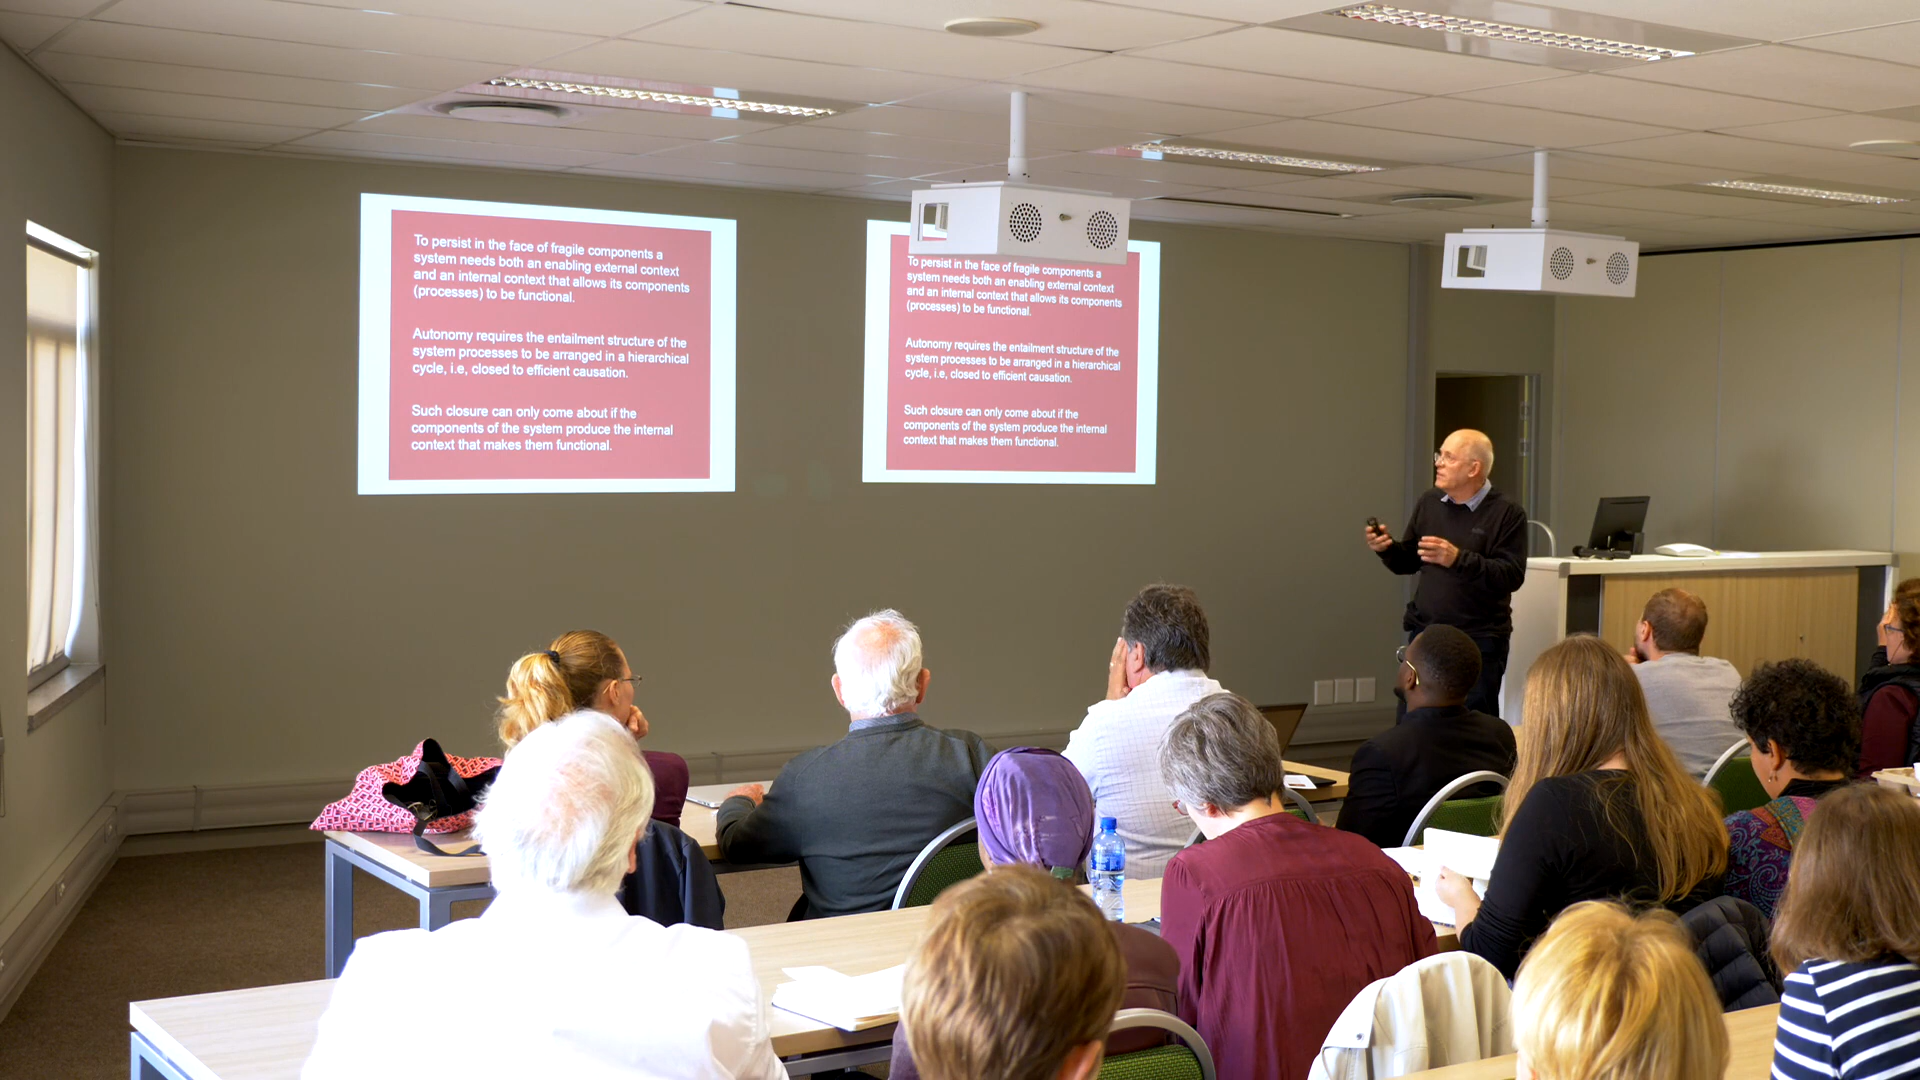 To persist in the face of fragile components a
system needs both an enabling external context
and an internal context that allows its components
(processes) to be functional.
Autonomy requires the entailment structure of the
system processes to be arranged in a hierarchical
cycle, i.e, closed to efficient causation.
Such closure can only come about if the
components of the system produce the internal
context that makes them functional.
To persist in the face of fragile components a
system needs both an enabling external context
and an internal context that allows its components
(processes) to be functional.
Autonomy requires the entailment structure of the
system processes to be arranged in a hierarchical
cycle, i.e, closed to efficient causation.
Such closure can only come about if the
components of the system produce the internal
context that makes them functional.